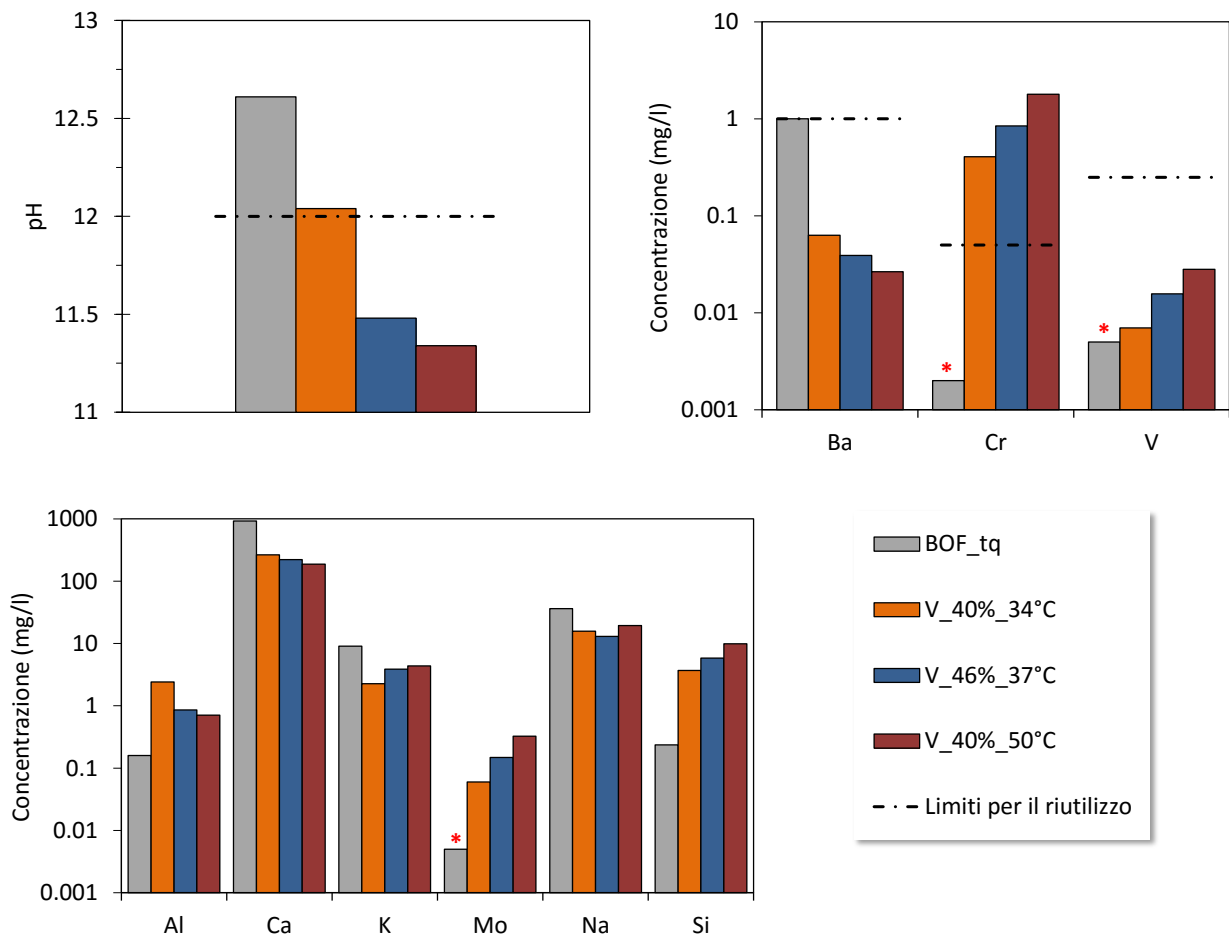 pH
13
12.5
12
11.5
11
Concentrazione (mg/l)
10
1
0.1
0.01
0.001
*
*
Ba Cr V
Concentrazione (mg/l)
1000
100
10
1
0.1
0.01
0.001
*
Al Ca K Mo Na Si
BOF_tq
V_40%_34°C
V_46%_37°C
V_40%_50°C
Limiti per il riutilizzo